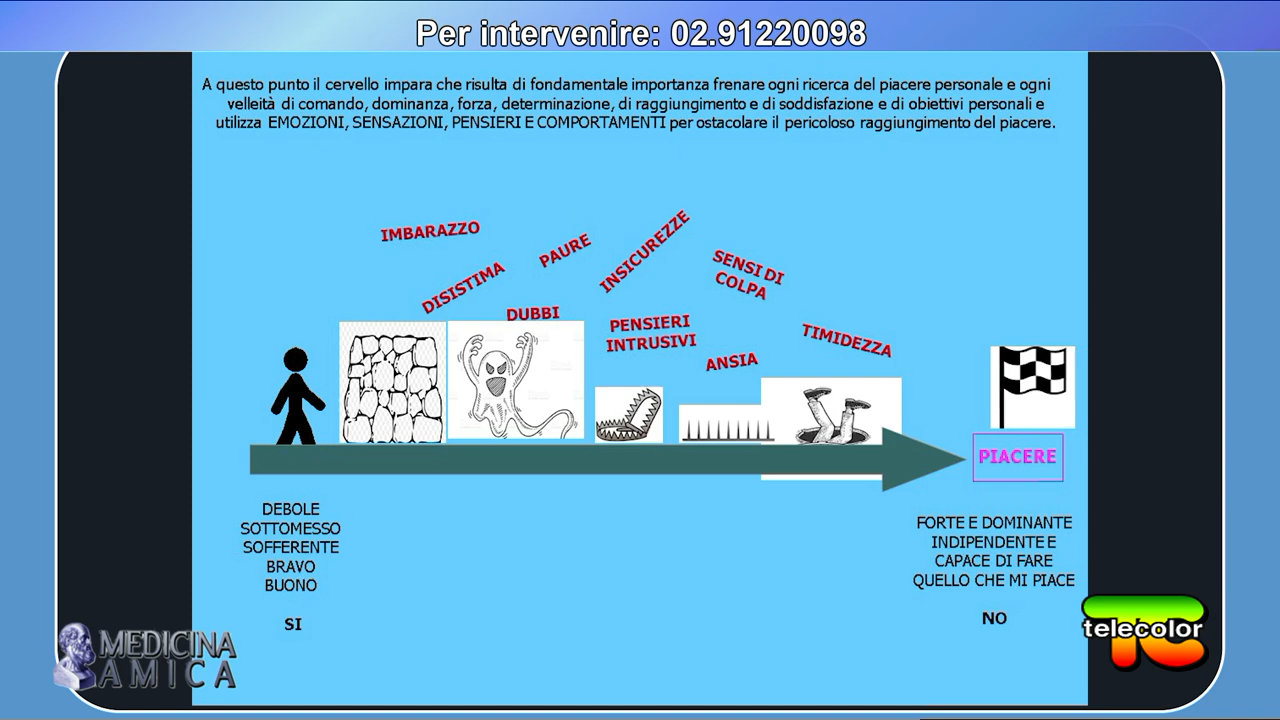 Per intervenire: 02.91220098
A questo punto il cervello impara che risulta di fondamentale importanza frenare ogni ricerca del piacere personale e ogni
velleità di comando, dominanza, forza, determinazione, di raggiungimento e di soddisfazione e di obiettivi personali e
utilizza EMOZIONI, SENSAZIONI, PENSIERI E COMPORTAMENTI per ostacolare il pericoloso raggiungimento del piacere.
IMBARAZZO
DISISTIMA
PAURE
INSICUREZZE
SENSI DI
COLPA
DUBBI
PENSIERI
INTRUSIVI
ANSIA
TIMIDEZZA
PIACERE
DEBOLE
SOTTOMESSO
SOFFERENTE
BRAVO
BUONO
SI
FORTE E DOMINANTE
INDIPENDENTE E
CAPACE DI FARE
QUELLO CHE MI PIACE
NO
MEDICINA
AMICA
telecolor
TC